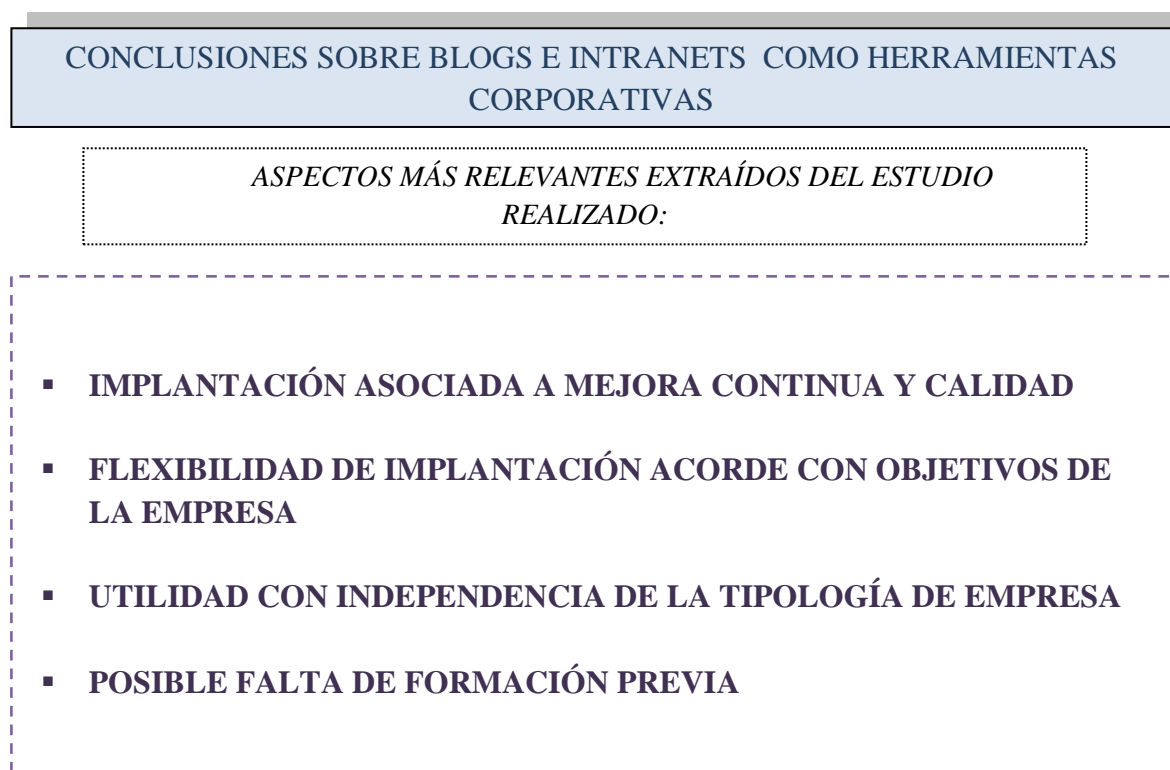 CONCLUSIONES SOBRE BLOGS E INTRANETS COMO HERRAMIENTAS
CORPORATIVAS
ASPECTOS MÁS RELEVANTES EXTRAÍDOS DEL ESTUDIO
REALIZADO:
▪ IMPLANTACIÓN ASOCIADA A MEJORA CONTINUA Y CALIDAD
▪ FLEXIBILIDAD DE IMPLANTACIÓN ACORDE CON OBJETIVOS DE
LA EMPRESA
▪ UTILIDAD CON INDEPENDENCIA DE LA TIPOLOGÍA DE EMPRESA
▪ POSIBLE FALTA DE FORMACIÓN PREVIA